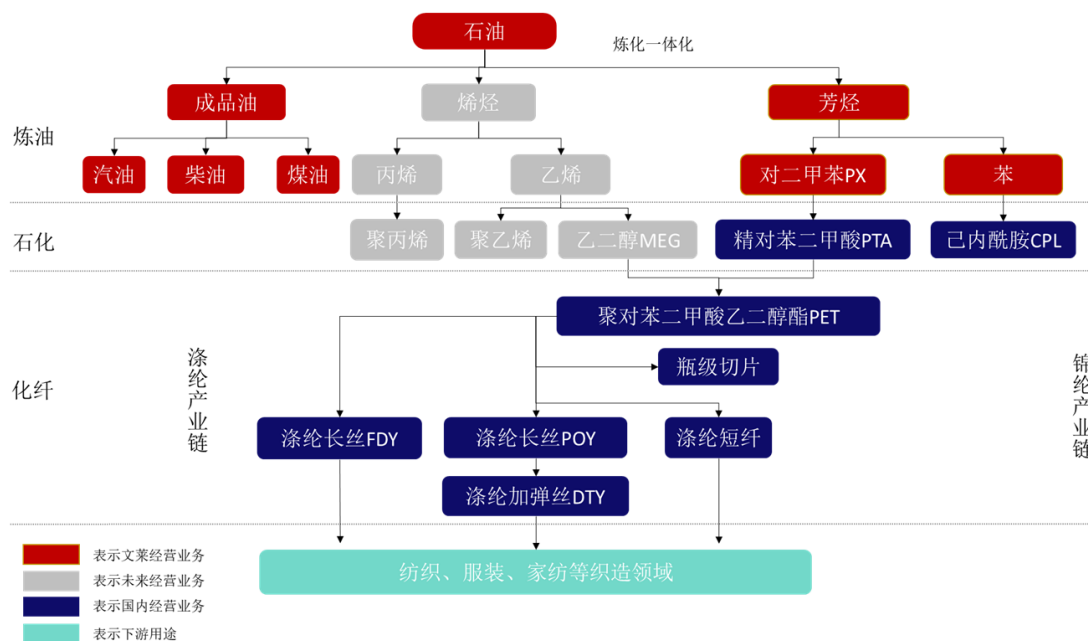 石油
炼化一体化
成品油
烯烃
芳烃
炼油
汽油
柴油
煤油
丙烯
乙烯
对二甲苯PX
苯
石化
聚丙烯
聚乙烯
乙二醇MEG
精对苯二甲酸PTA
己内酰胺CPL
聚对苯二甲酸乙二醇酯PET
涤纶产业链
瓶级切片
锦纶产业链
化纤
涤纶长丝FDY
涤纶长丝POY
涤纶短纤
涤纶加弹丝DTY
表示文莱经营业务
表示未来经营业务
表示国内经营业务
表示下游用途
纺织、服装、家纺等织造领域